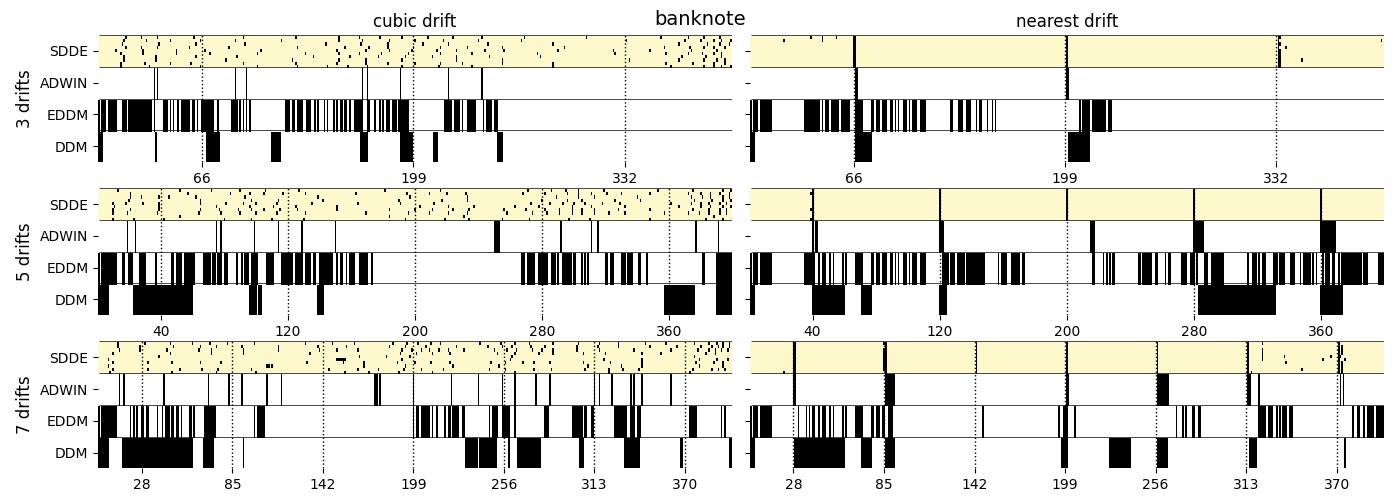 banknote
cubic drift
nearest drift
3 drifts
SDDE
ADWIN
EDDM
DDM
66 199 332
66 199 332
5 drifts
SDDE
ADWIN
EDDM
DDM
40 120 200 280 360
40 120 200 280 360
7 drifts
SDDE
ADWIN
EDDM
DDM
28 85 142 199 256 313 370
28 85 142 199 256 313 370